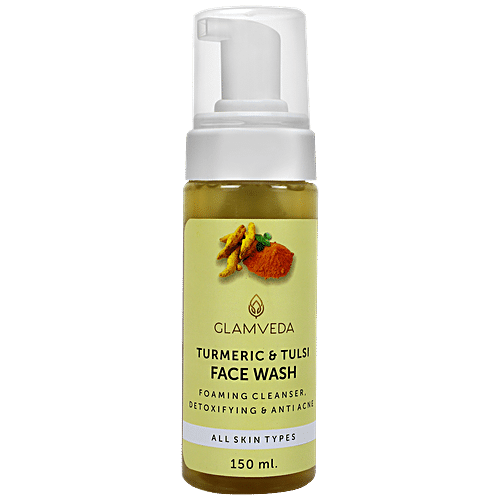 GLAMVEDA
TURMERIC & TULSI
FACE WASH
FOAMING CLEANSER,
DETOXIFYING & ANTI ACNE
ALL SKIN TYPES
150 ml.